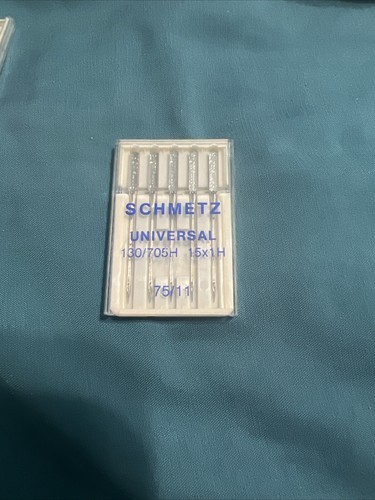 SCHMETZ
UNIVERSAL
130/705H 15x1H
75/11